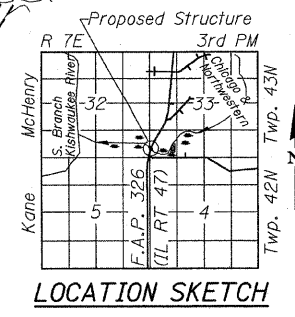 Proposed Structure
R 7E 3rd PM
McHenry
S. Branch
Kishwaukee River
32
33
Chicago &
Northwestern
Twp. 43N
N
Kane
5
F.A.P. 326
(IL RT 47)
4
Twp. 42N
LOCATION SKETCH